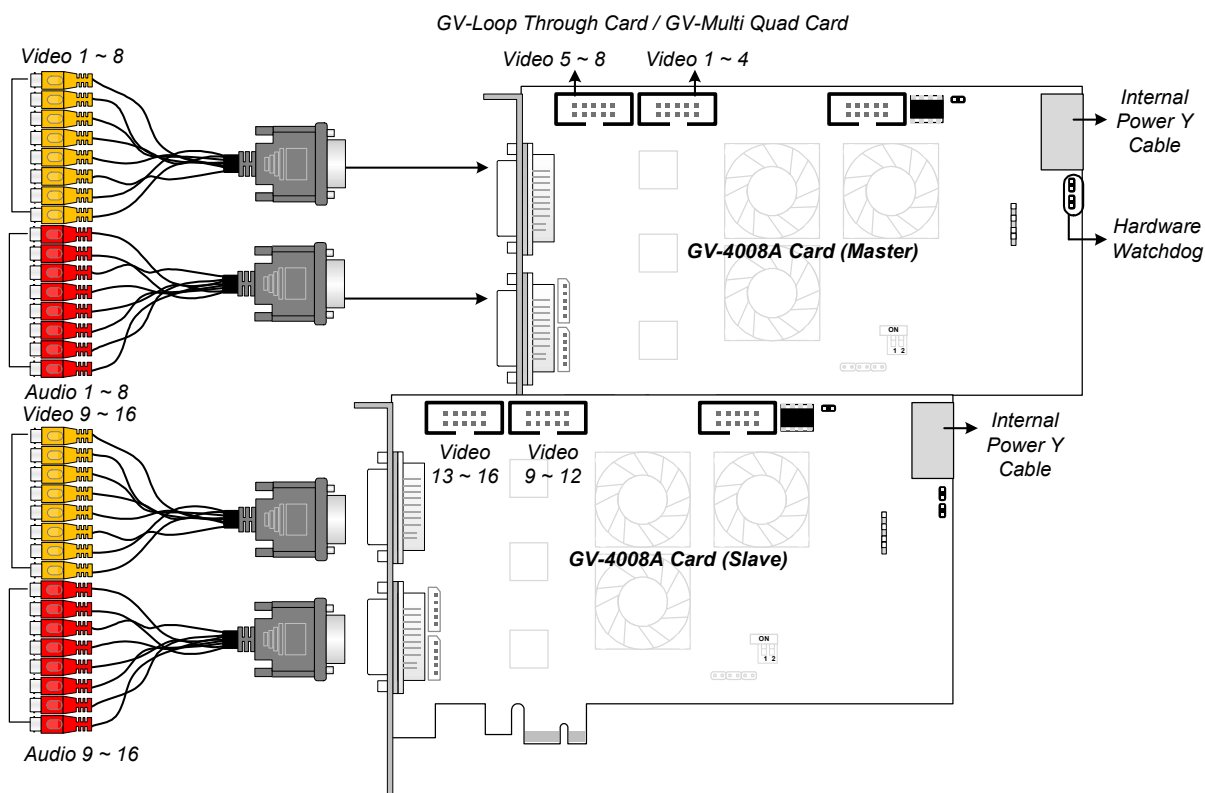 GV-Loop Through Card / GV-Multi Quad Card
Video 1 ~ 8
Video 5 ~ 8
Video 1 ~ 4
Internal
Power Y
Cable
Hardware
Watchdog
GV-4008A Card (Master)
ON
1 2
Audio 1 ~ 8
Video 9 ~ 16
Video
13 ~ 16
Video
9 ~ 12
Internal
Power Y
Cable
GV-4008A Card (Slave)
ON
1 2
Audio 9 ~ 16